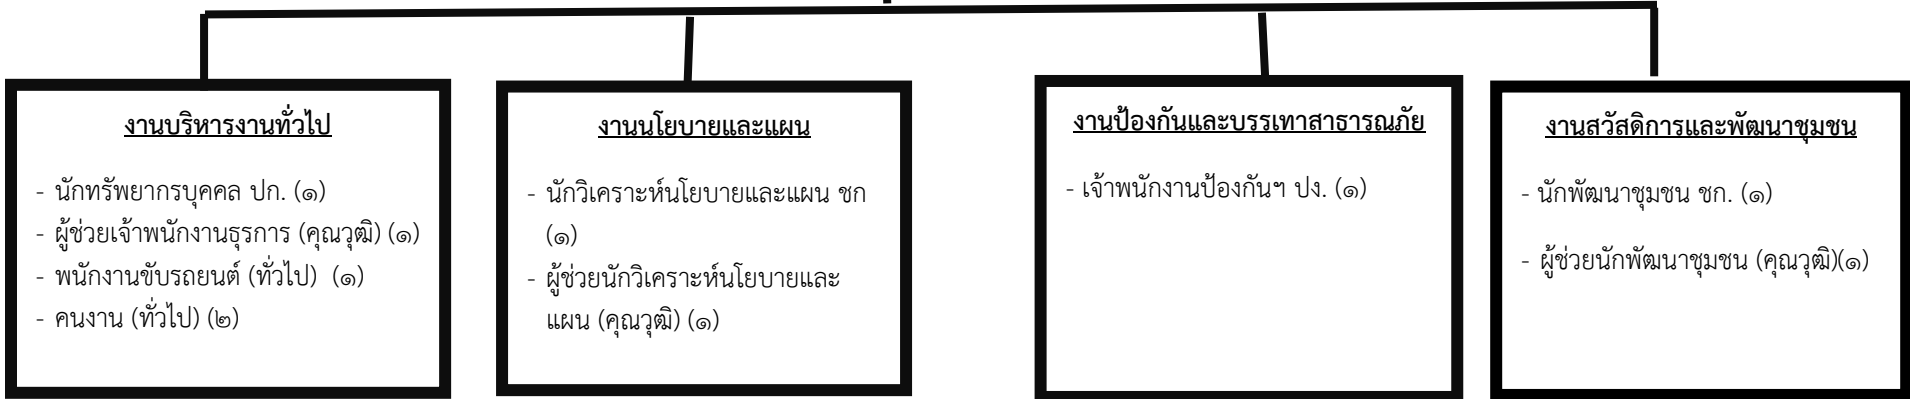 งานบริหารงานทั่วไป
- นักทรัพยากรบุคคล ปก. (๑)
- ผู้ช่วยเจ้าพนักงานธุรการ (คุณวุฒิ) (๑)
- พนักงานขับรถยนต์ (ทั่วไป) (๑)
- คนงาน (ทั่วไป) (๒)
งานนโยบายและแผน
- นักวิเคราะห์นโยบายและแผน ชก
(๑)
- ผู้ช่วยนักวิเคราะห์นโยบายและ
แผน (คุณวุฒิ) (๑)
งานป้องกันและบรรเทาสาธารณภัย
- เจ้าพนักงานป้องกันฯ ปง. (๑)
งานสวัสดิการและพัฒนาชุมชน
- นักพัฒนาชุมชน ชก. (๑)
- ผู้ช่วยนักพัฒนาชุมชน (คุณวุฒิ)(๑)